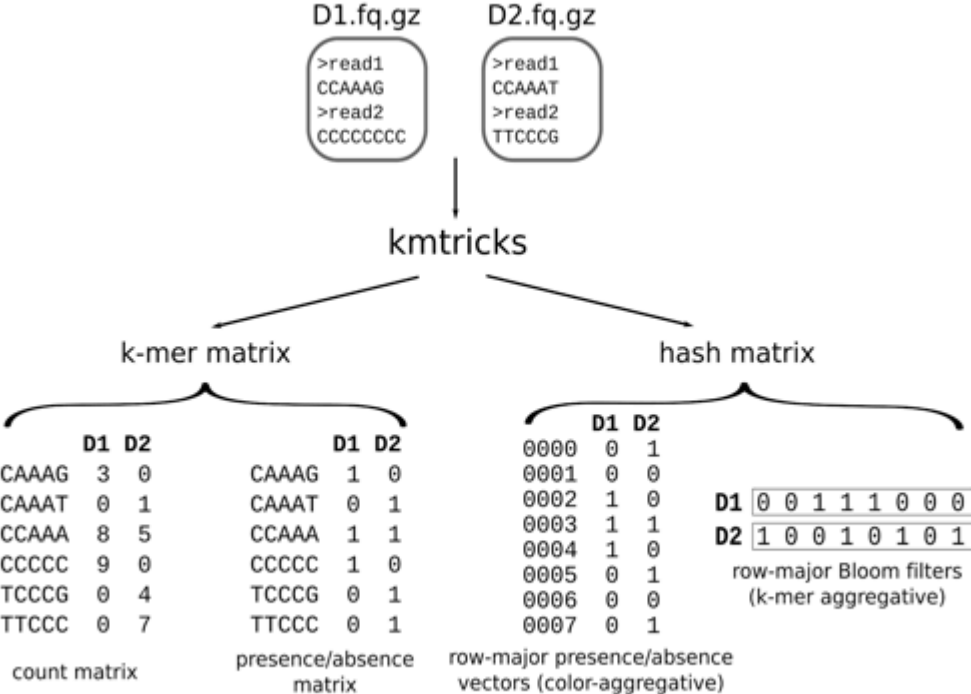 D1.fq.gz
>read1
CCAAAG
>read2
CCCCCCCC
D2.fq.gz
>read1
CCAAAT
>read2
TTCCCG
kmtricks
k-mer matrix
D1 D2
CAAAG 3 0
CAAAT 0 1
CCAAA 8 5
CCCCC 9 0
TCCCG 0 4
TTCCC 0 7
count matrix
D1 D2
CAAAG 1 0
CAAAT 0 1
CCAAA 1 1
CCCCC 1 0
TCCCG 0 1
TTCCC 0 1
presence/absence
matrix
hash matrix
D1 D2
0000 0 1
0001 0 0
0002 1 0
0003 1 1
0004 1 0
0005 0 1
0006 0 0
0007 0 1
row-major presence/absence
vectors (color-aggregative)
D1 0 0 1 1 1 0 0 0
D2 1 0 0 1 0 1 0 1
row-major Bloom filters
(k-mer aggregative)